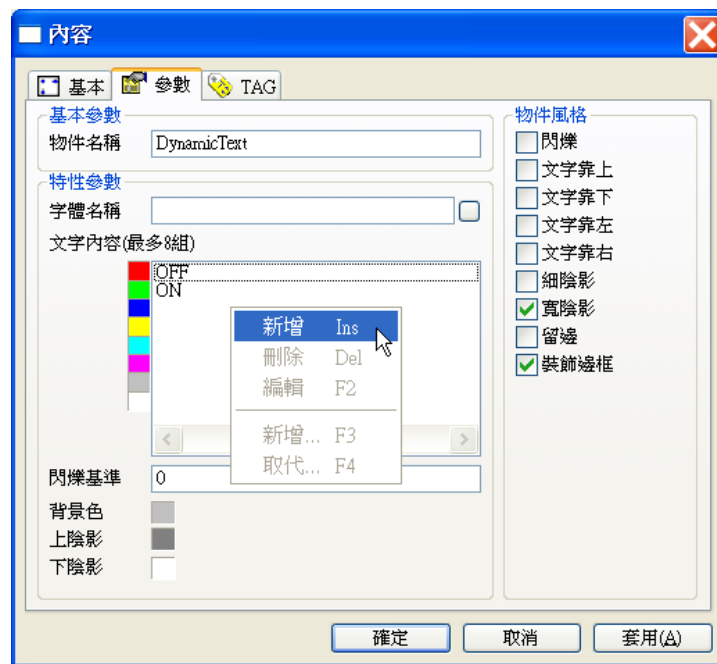 內容
基本 參數 TAG
基本參數
物件名稱 DynamicText
特性參數
字體名稱
文字內容(最多8組)
OFF
ON
新增 Ins
刪除 Del
編輯 F2
新增... F3
取代... F4
閃爍基準 0
背景色
上陰影
下陰影
物件風格
閃爍
文字靠上
文字靠下
文字靠左
文字靠右
細陰影
寬陰影
留邊
裝飾邊框
確定 取消 套用(A)